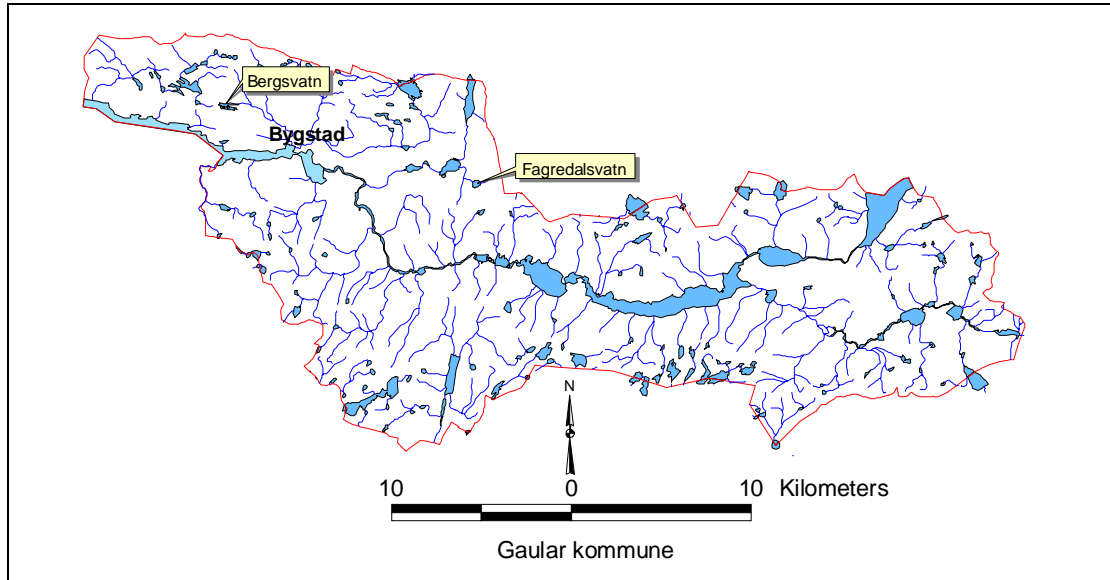 Bergsvatn
Bygstad
Fagredalsvatn
N
10 0 10 Kilometers
Gaular kommune